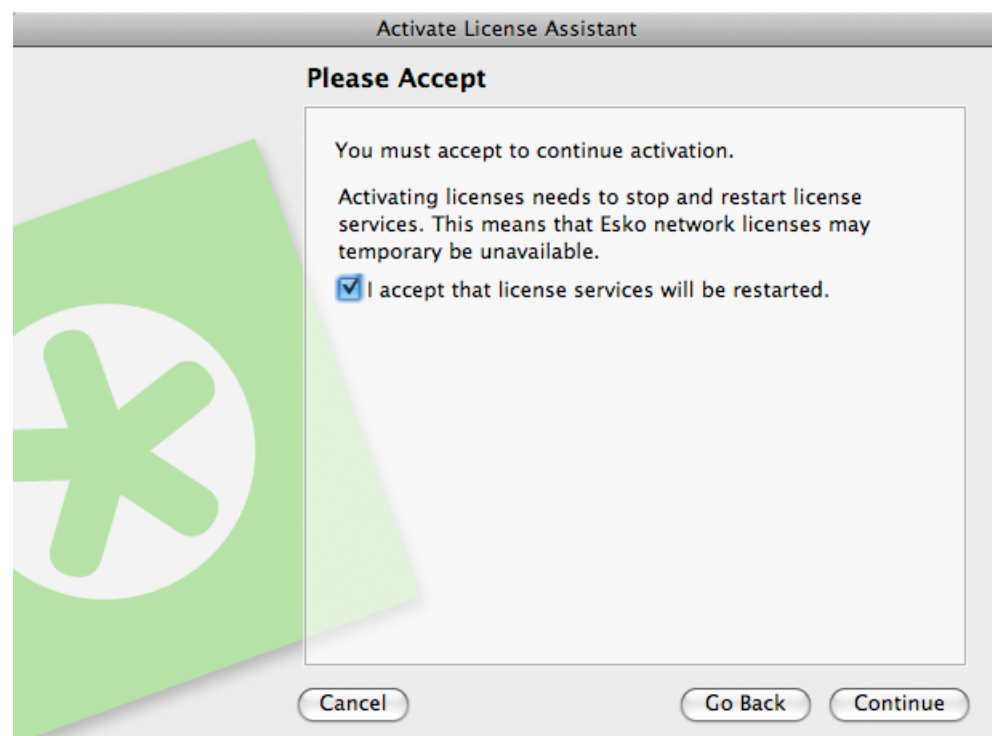 Activate License Assistant
Please Accept
You must accept to continue activation.
Activating licenses needs to stop and restart license
services. This means that Esko network licenses may
temporary be unavailable.
I accept that license services will be restarted.
Cancel
Go Back
Continue